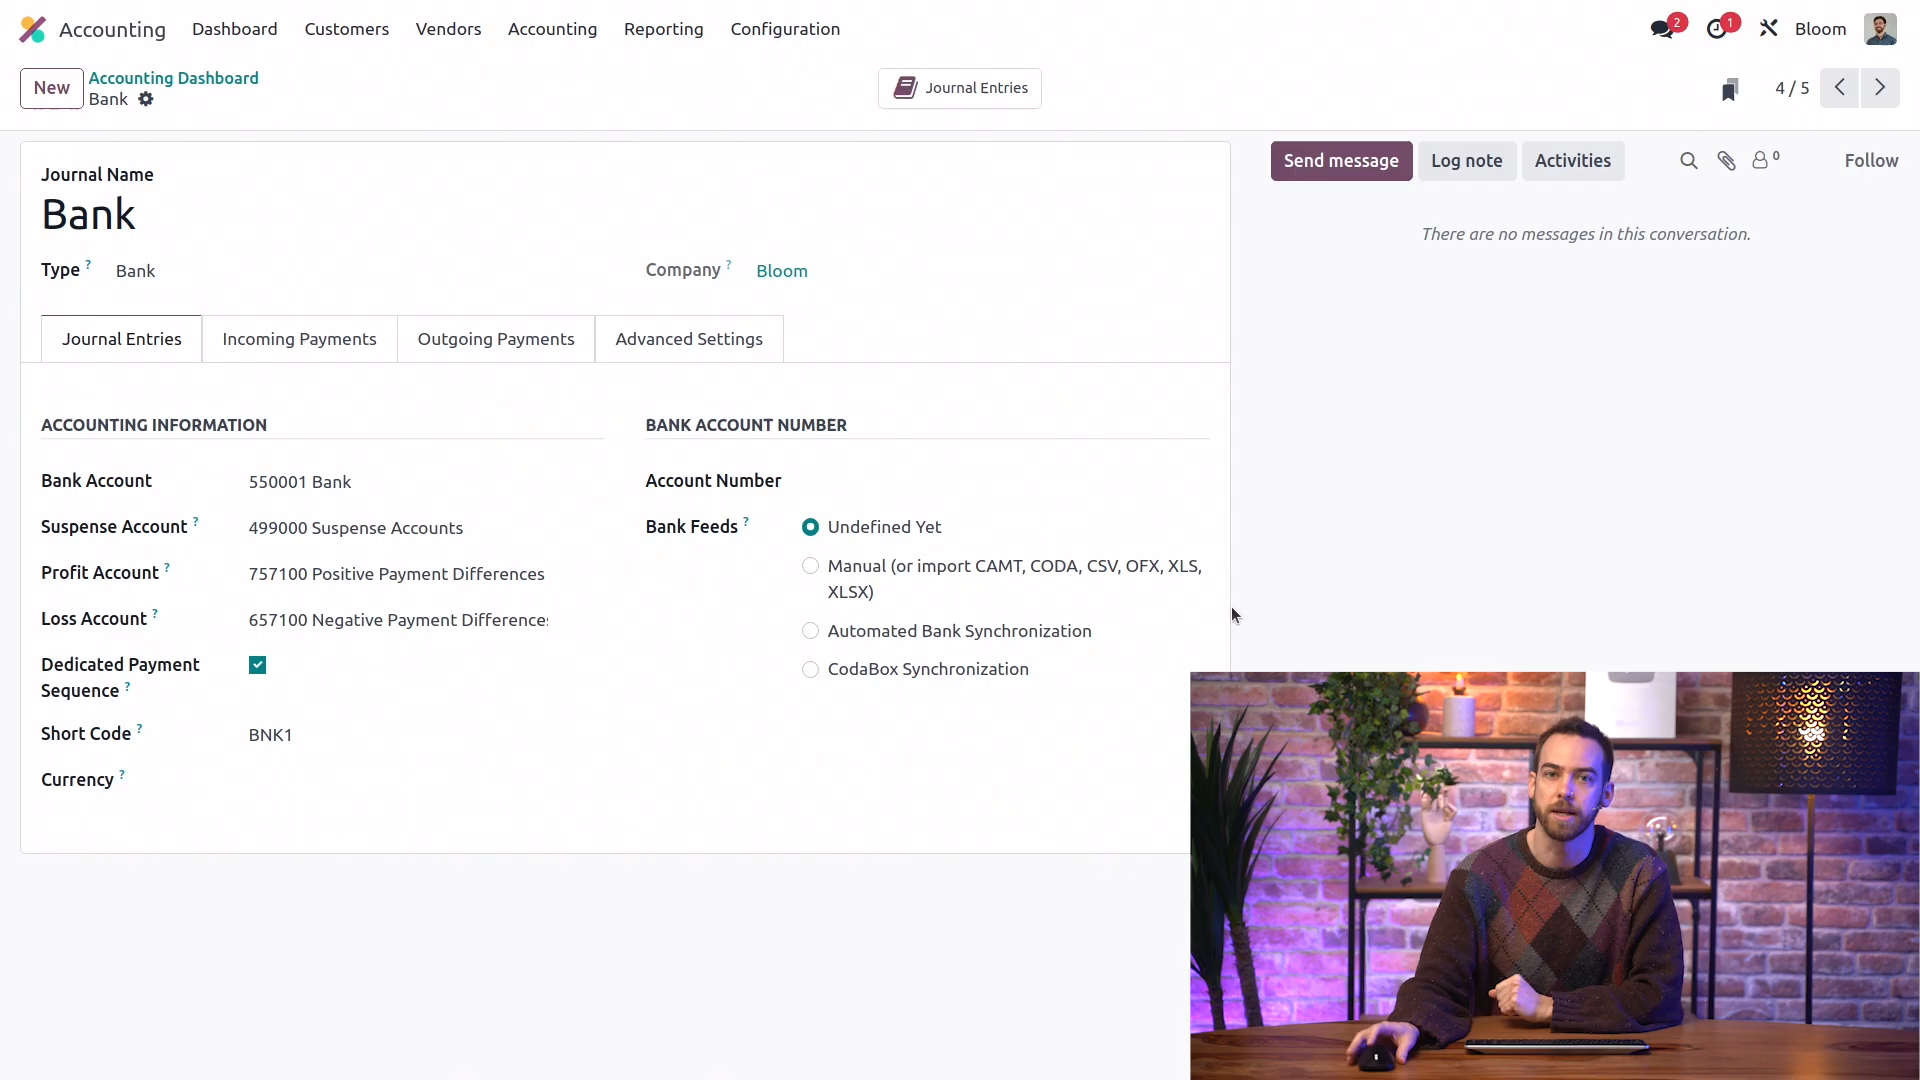 Accounting Dashboard Customers Vendors Accounting Reporting Configuration 2 1 Bloom
New Accounting Dashboard
Bank
Journal Entries
4 / 5
Journal Name
Bank
Type ? Bank
Company ? Bloom
Journal Entries Incoming Payments Outgoing Payments Advanced Settings
ACCOUNTING INFORMATION
Bank Account 550001 Bank
Suspense Account ? 499000 Suspense Accounts
Profit Account ? 757100 Positive Payment Differences
Loss Account ? 657100 Negative Payment Difference
Dedicated Payment
Sequence ?
Short Code ? BNK1
Currency ?
BANK ACCOUNT NUMBER
Account Number
Bank Feeds ? Undefined Yet
Manual (or import CAMT, CODA, CSV, OFX, XLS,
XLSX)
Automated Bank Synchronization
CodaBox Synchronization
Send message Log note Activities 0 Follow
There are no messages in this conversation.